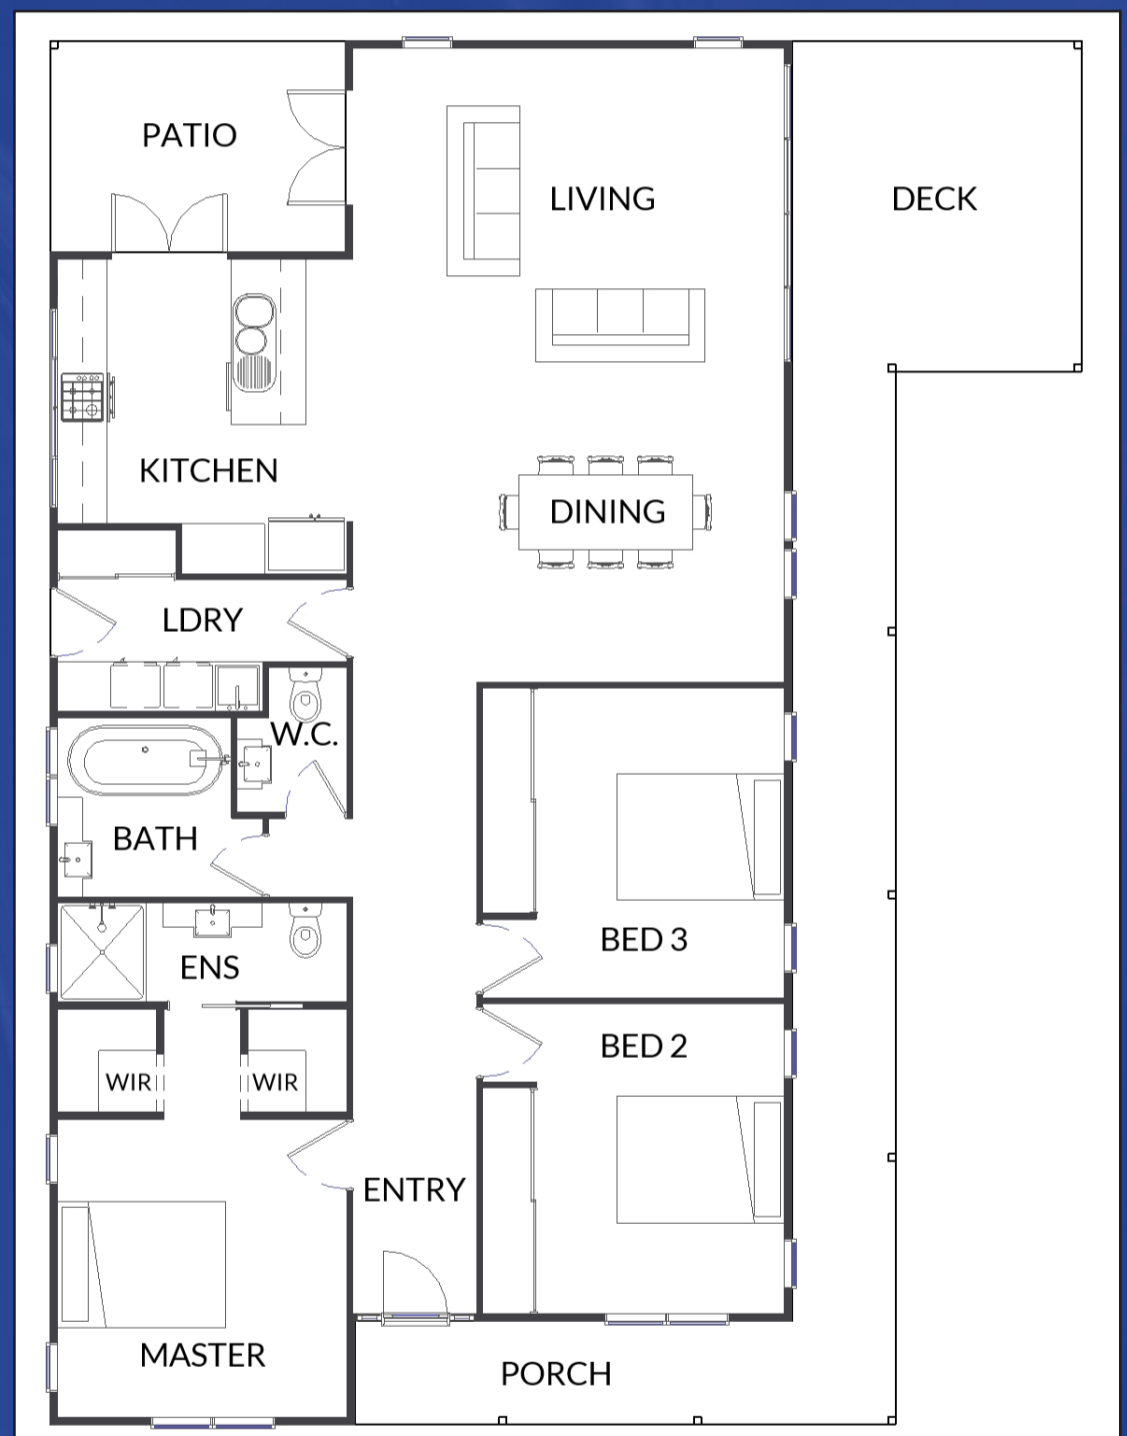 PATIO
LIVING
DECK
KITCHEN
DINING
LDRY
W.C.
BATH
BED 3
ENS
BED 2
WIR
WIR
ENTRY
MASTER
PORCH